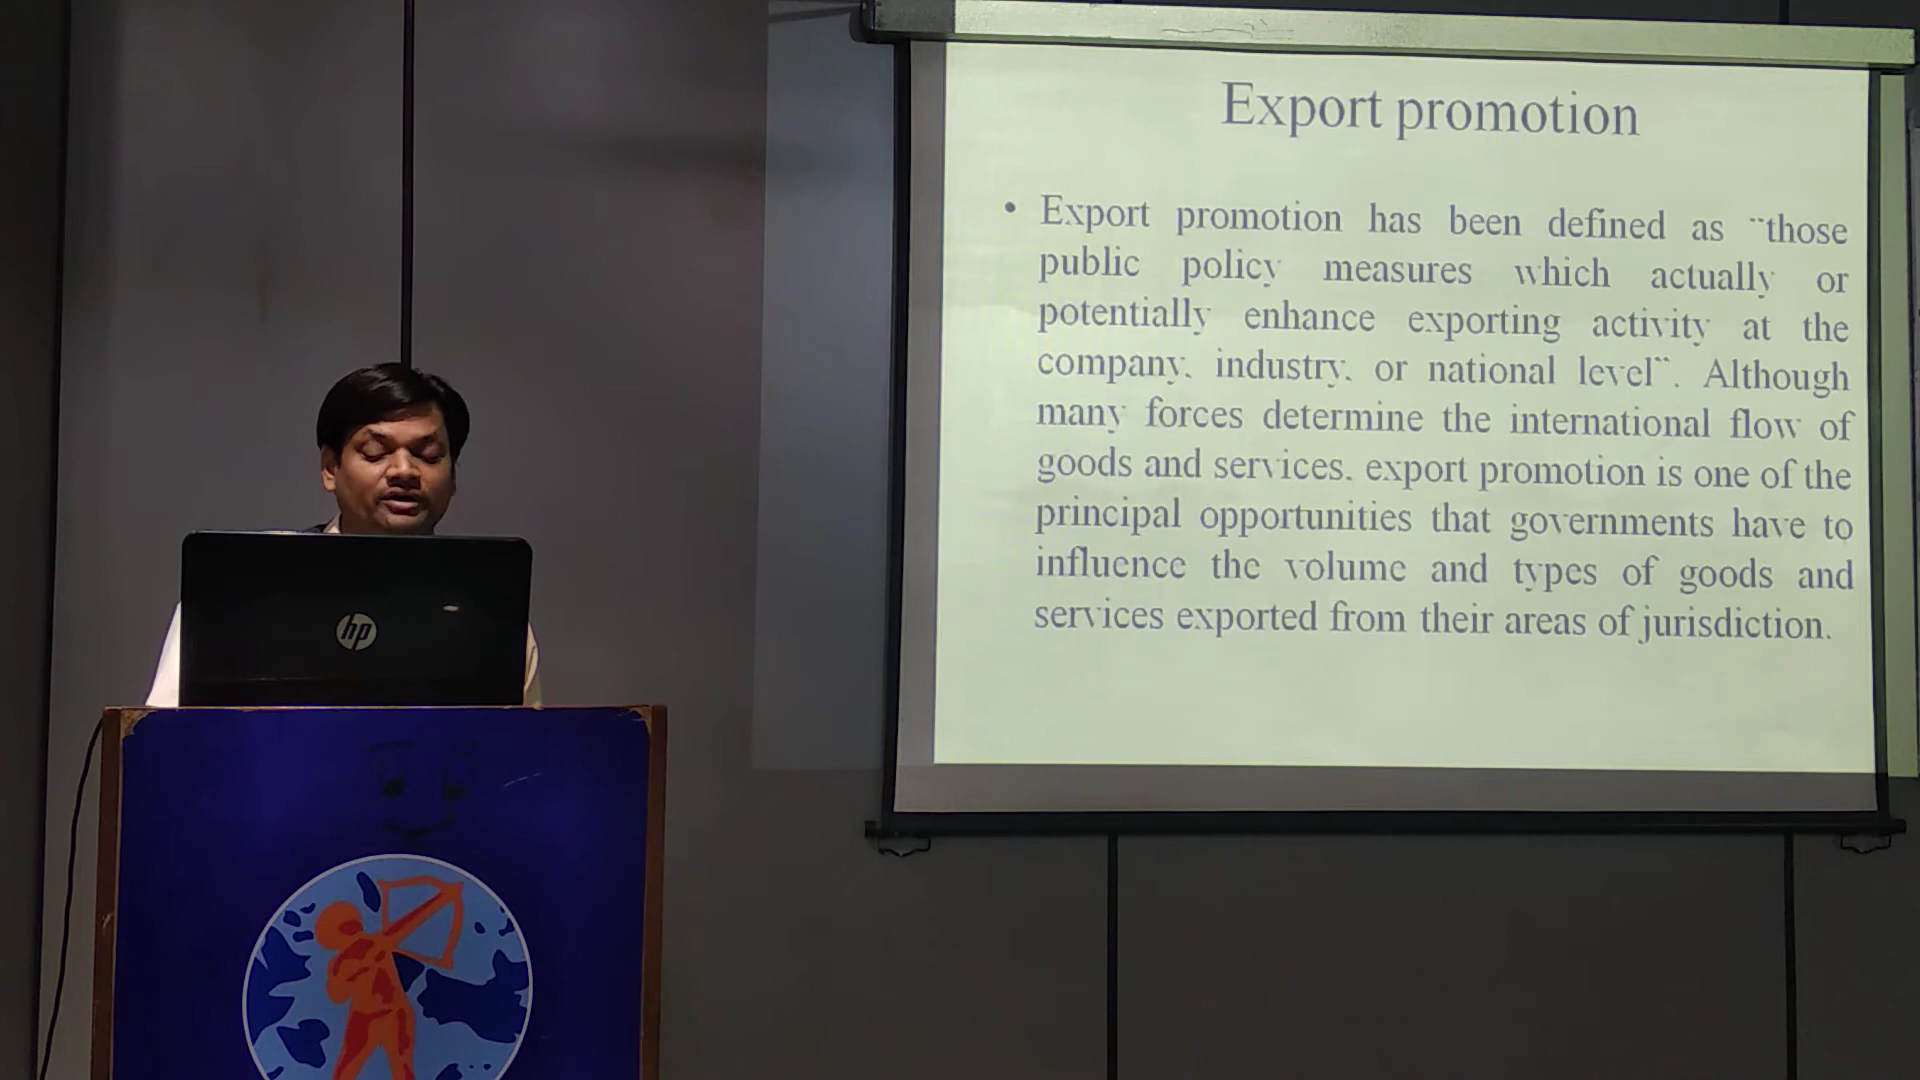 Export promotion
• Export promotion has been defined as "those
public policy measures which actually or
potentially enhance exporting activity at the
company, industry, or national level". Although
many forces determine the international flow of
goods and services, export promotion is one of the
principal opportunities that governments have to
influence the volume and types of goods and
services exported from their areas of jurisdiction.
hp